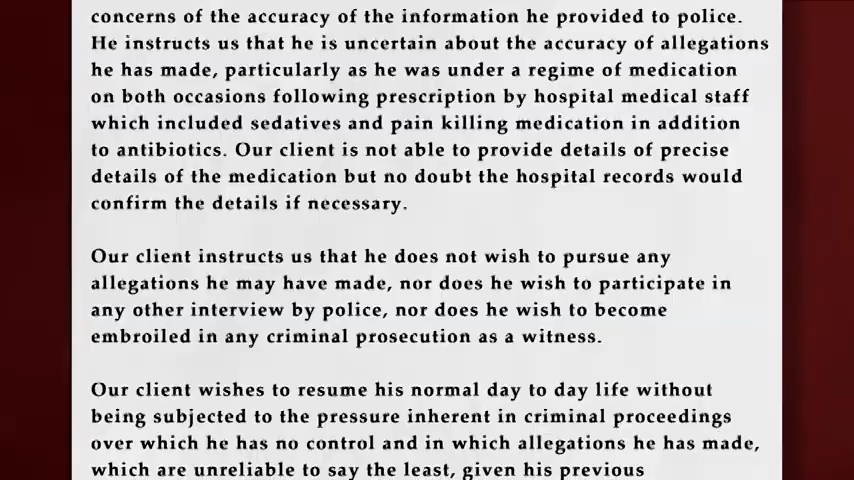 concerns of the accuracy of the information he provided to police.
He instructs us that he is uncertain about the accuracy of allegations
he has made, particularly as he was under a regime of medication
on both occasions following prescription by hospital medical staff
which included sedatives and pain killing medication in addition
to antibiotics. Our client is not able to provide details of precise
details of the medication but no doubt the hospital records would
confirm the details if necessary.
Our client instructs us that he does not wish to pursue any
allegations he may have made, nor does he wish to participate in
any other interview by police, nor does he wish to become
embroiled in any criminal prosecution as a witness.
Our client wishes to resume his normal day to day life without
being subjected to the pressure inherent in criminal proceedings
over which he has no control and in which allegations he has made,
which are unreliable to say the least, given his previous